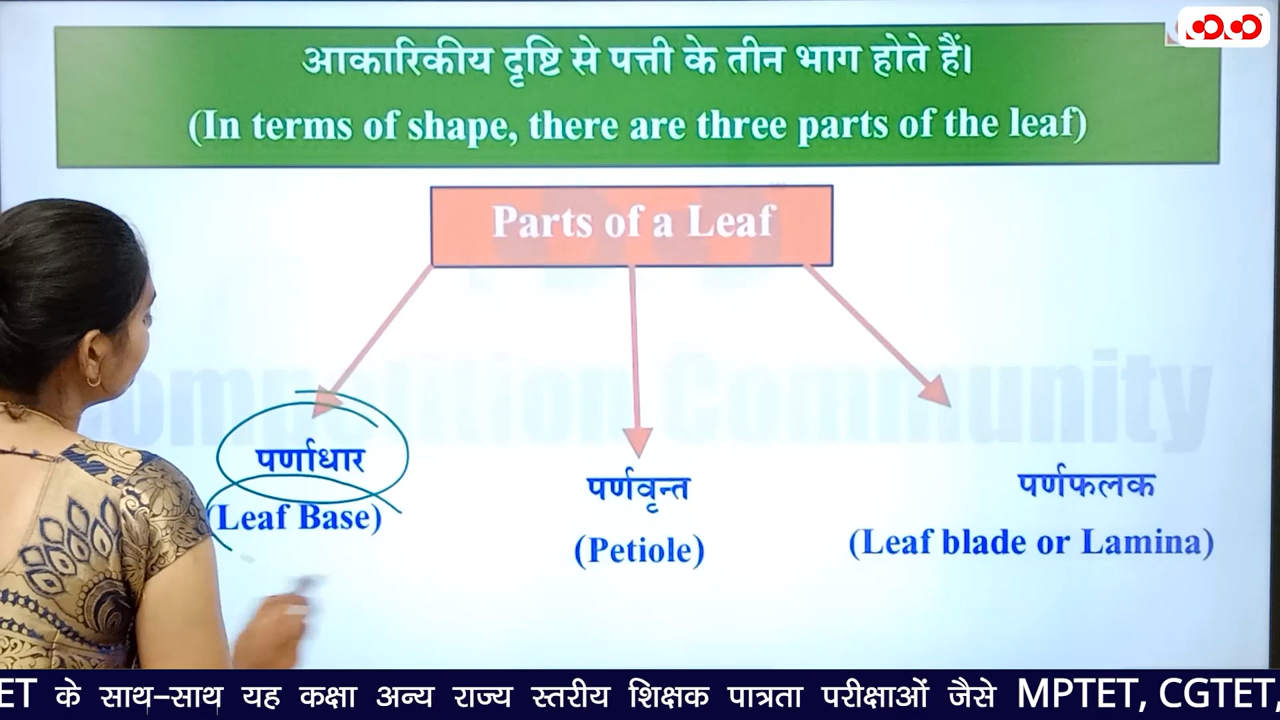 आकारिकीय दृष्टि से पत्ती के तीन भाग होते हैं।
(In terms of shape, there are three parts of the leaf)
Parts of a Leaf
Competition Community
पर्णाधार
(Leaf Base)
पर्णवृन्त
(Petiole)
पर्णफलक
(Leaf blade or Lamina)
ET के साथ-साथ यह कक्षा अन्य राज्य स्तरीय शिक्षक पात्रता परीक्षाओं जैसे MPTET, CGTET,